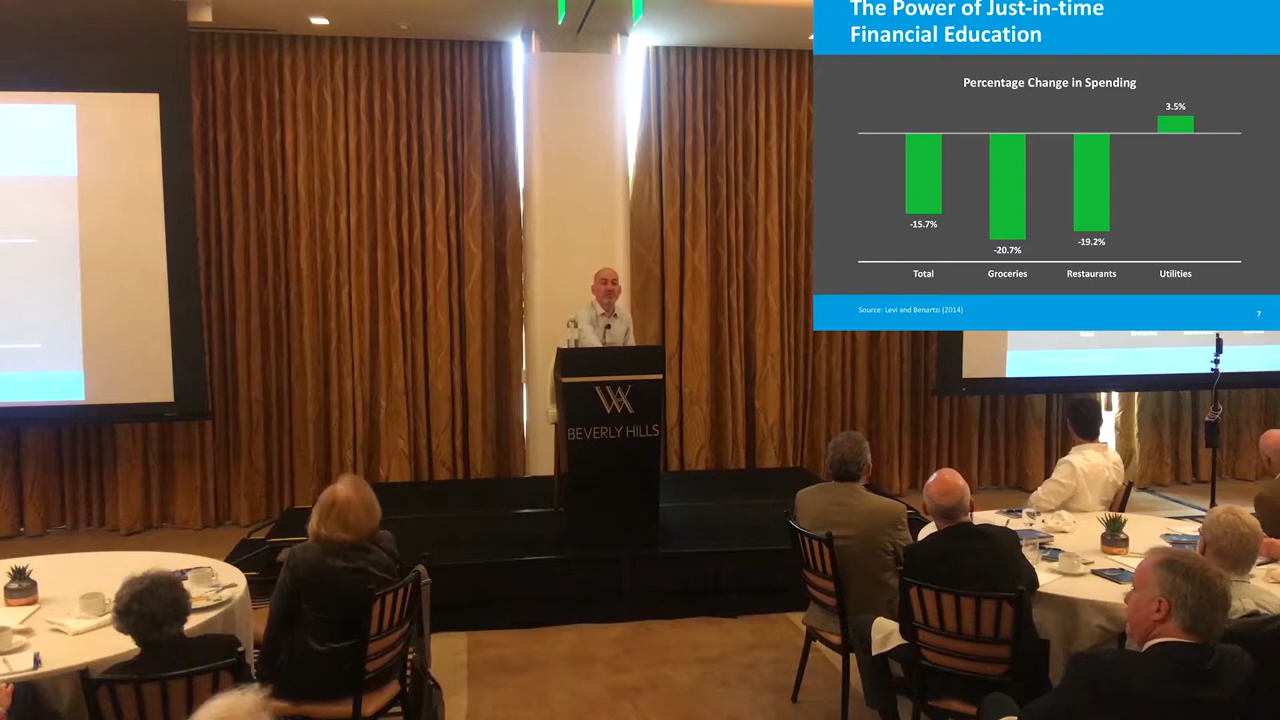 The Power of Just-in-time
Financial Education
Percentage Change in Spending
3.5%
-15.7%
-20.7%
-19.2%
Total
Groceries
Restaurants
Utilities
Source: Levi and Benartzi (2014)
7
WA
BEVERLY HILLS